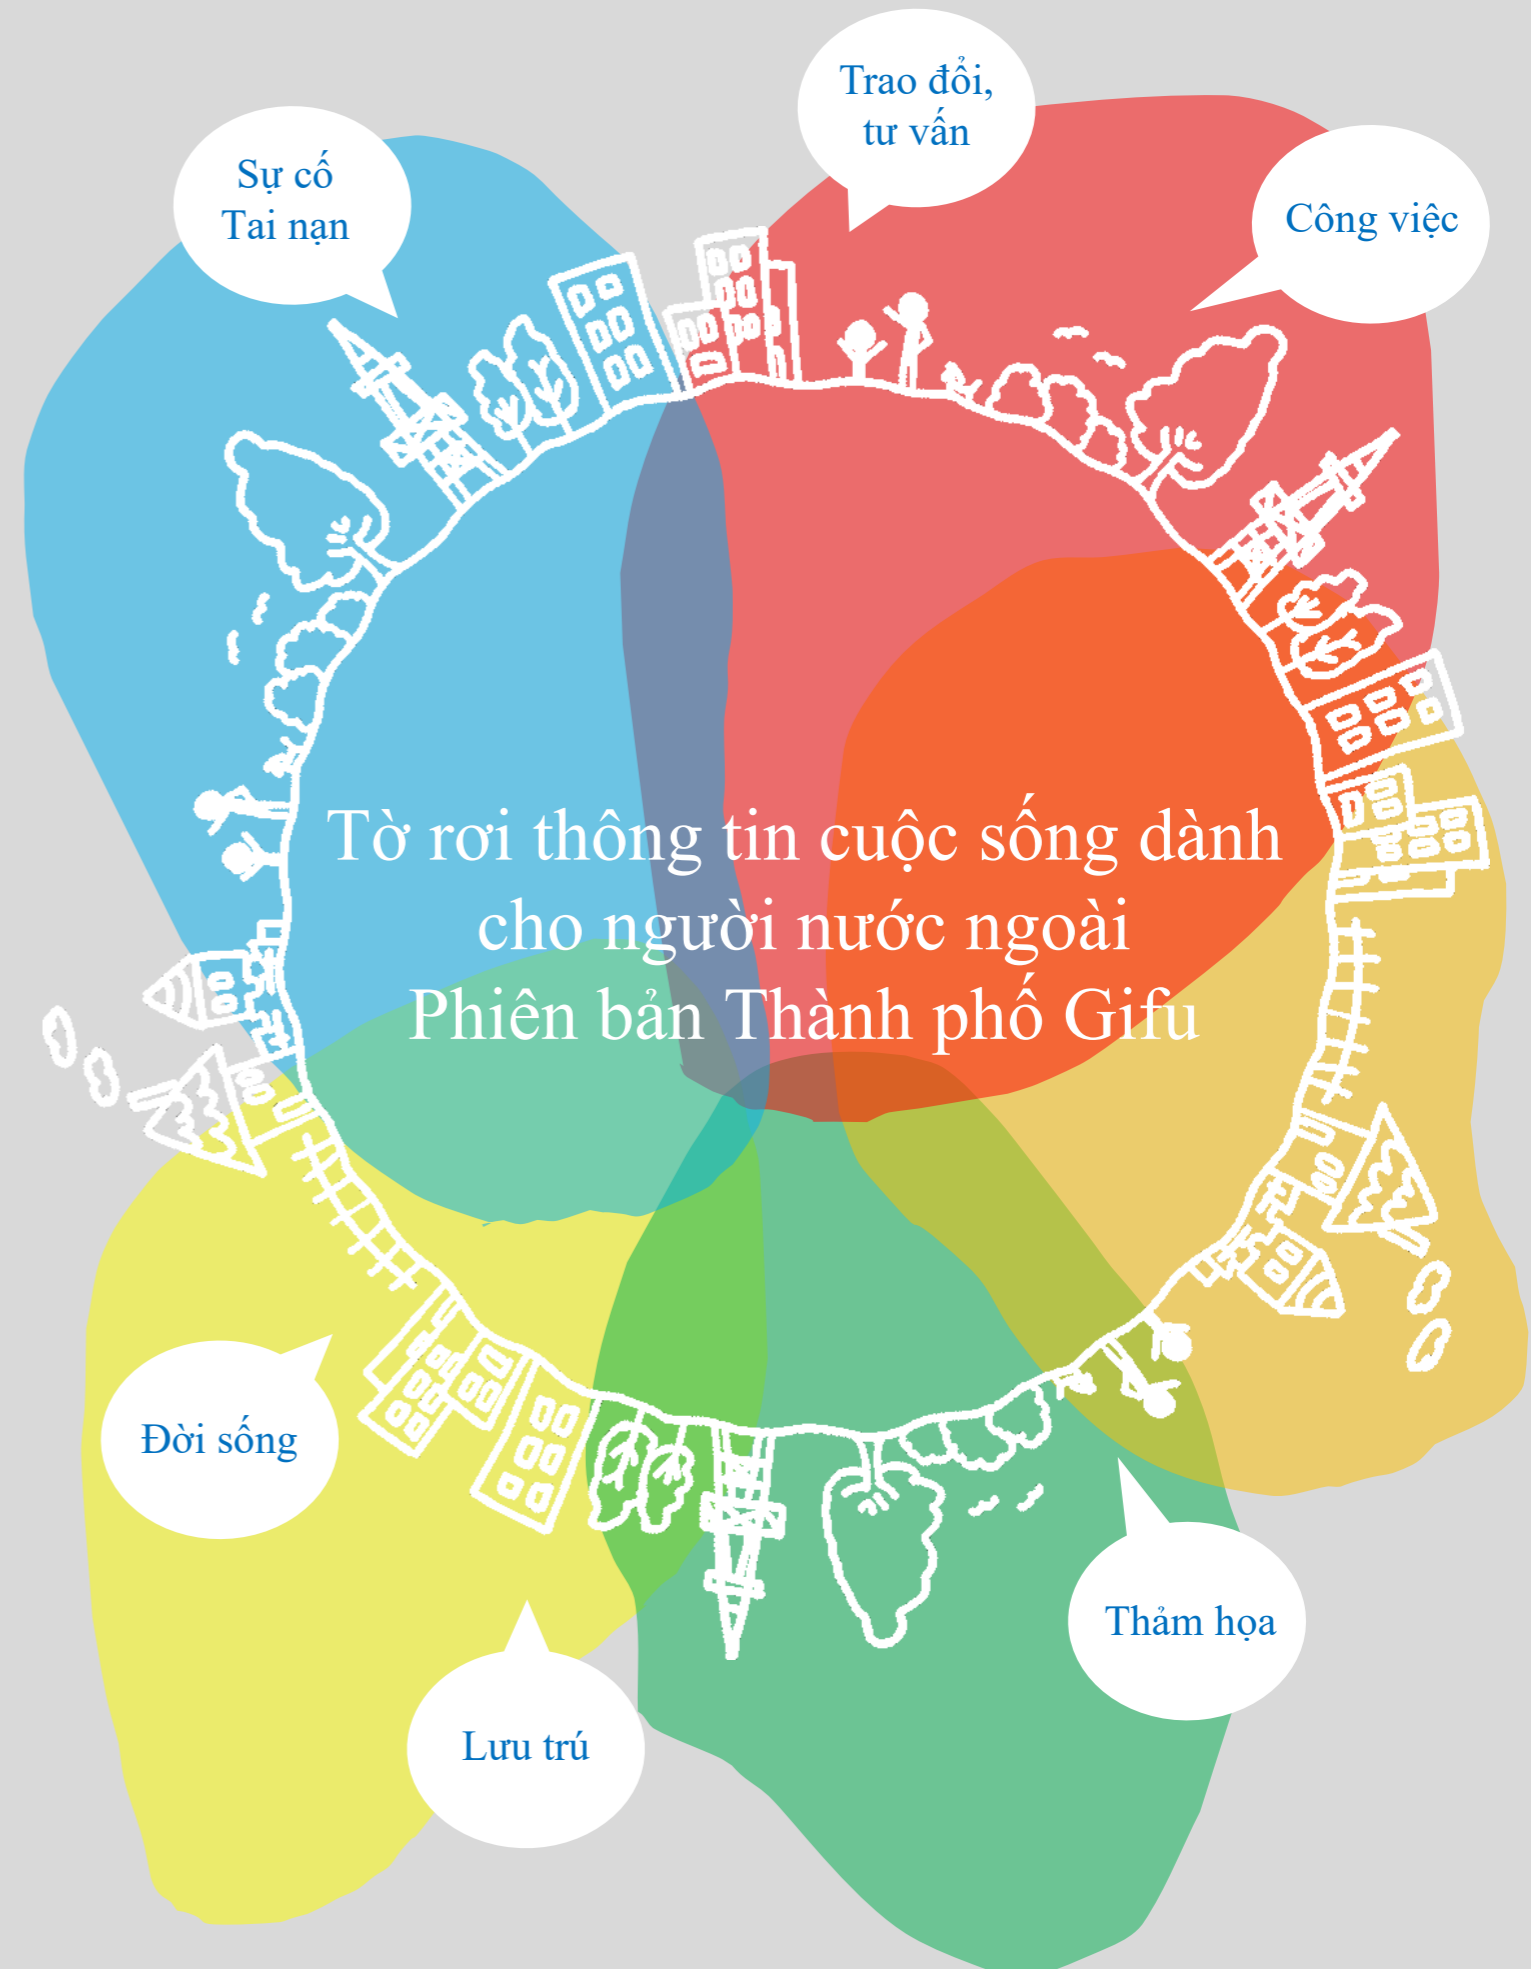 Trao đổi,
tư vấn
Sự cố
Tai nạn
Công việc
Tờ rơi thông tin cuộc sống dành
cho người nước ngoài
Phiên bản Thành phố Gifu
Đời sống
Thảm họa
Lưu trú